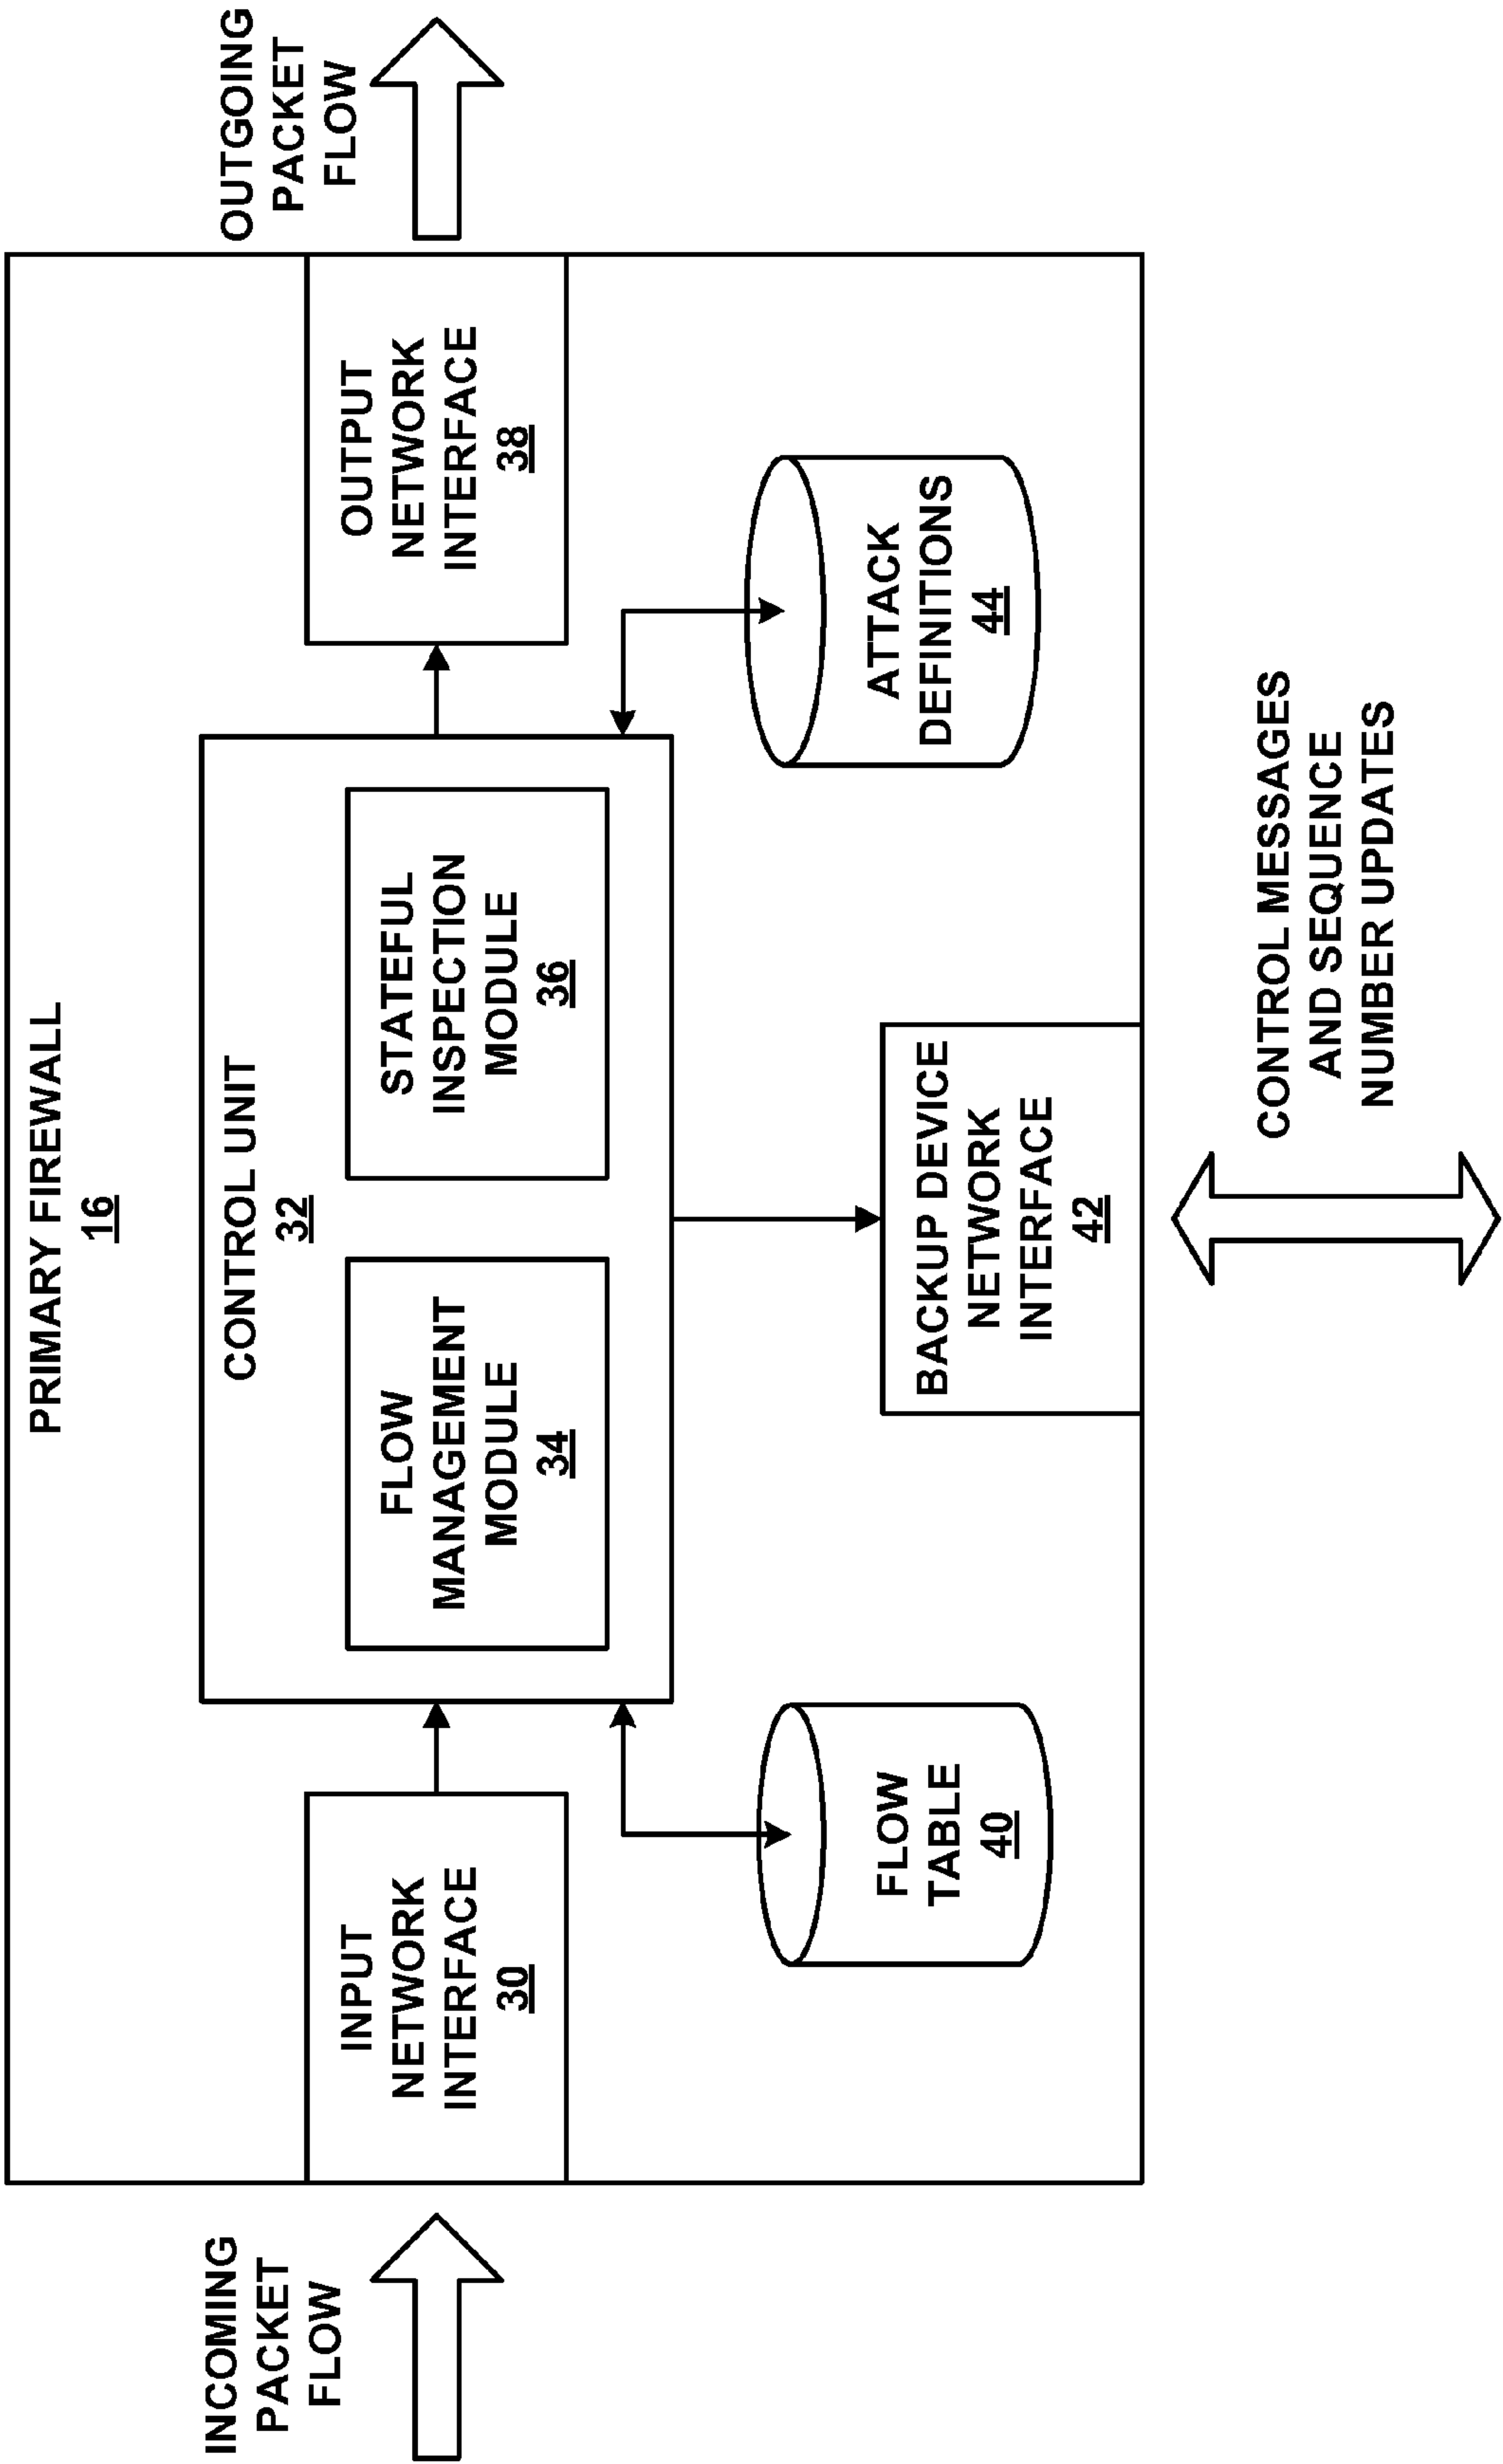 PRIMARY FIREWALL
16
INCOMING
PACKET
FLOW
INPUT
NETWORK
INTERFACE
30
CONTROL UNIT
32
FLOW
MANAGEMENT
MODULE
34
STATEFUL
INSPECTION
MODULE
36
OUTPUT
NETWORK
INTERFACE
38
OUTGOING
PACKET
FLOW
FLOW
TABLE
40
BACKUP DEVICE
NETWORK
INTERFACE
42
ATTACK
DEFINITIONS
44
CONTROL MESSAGES
AND SEQUENCE
NUMBER UPDATES